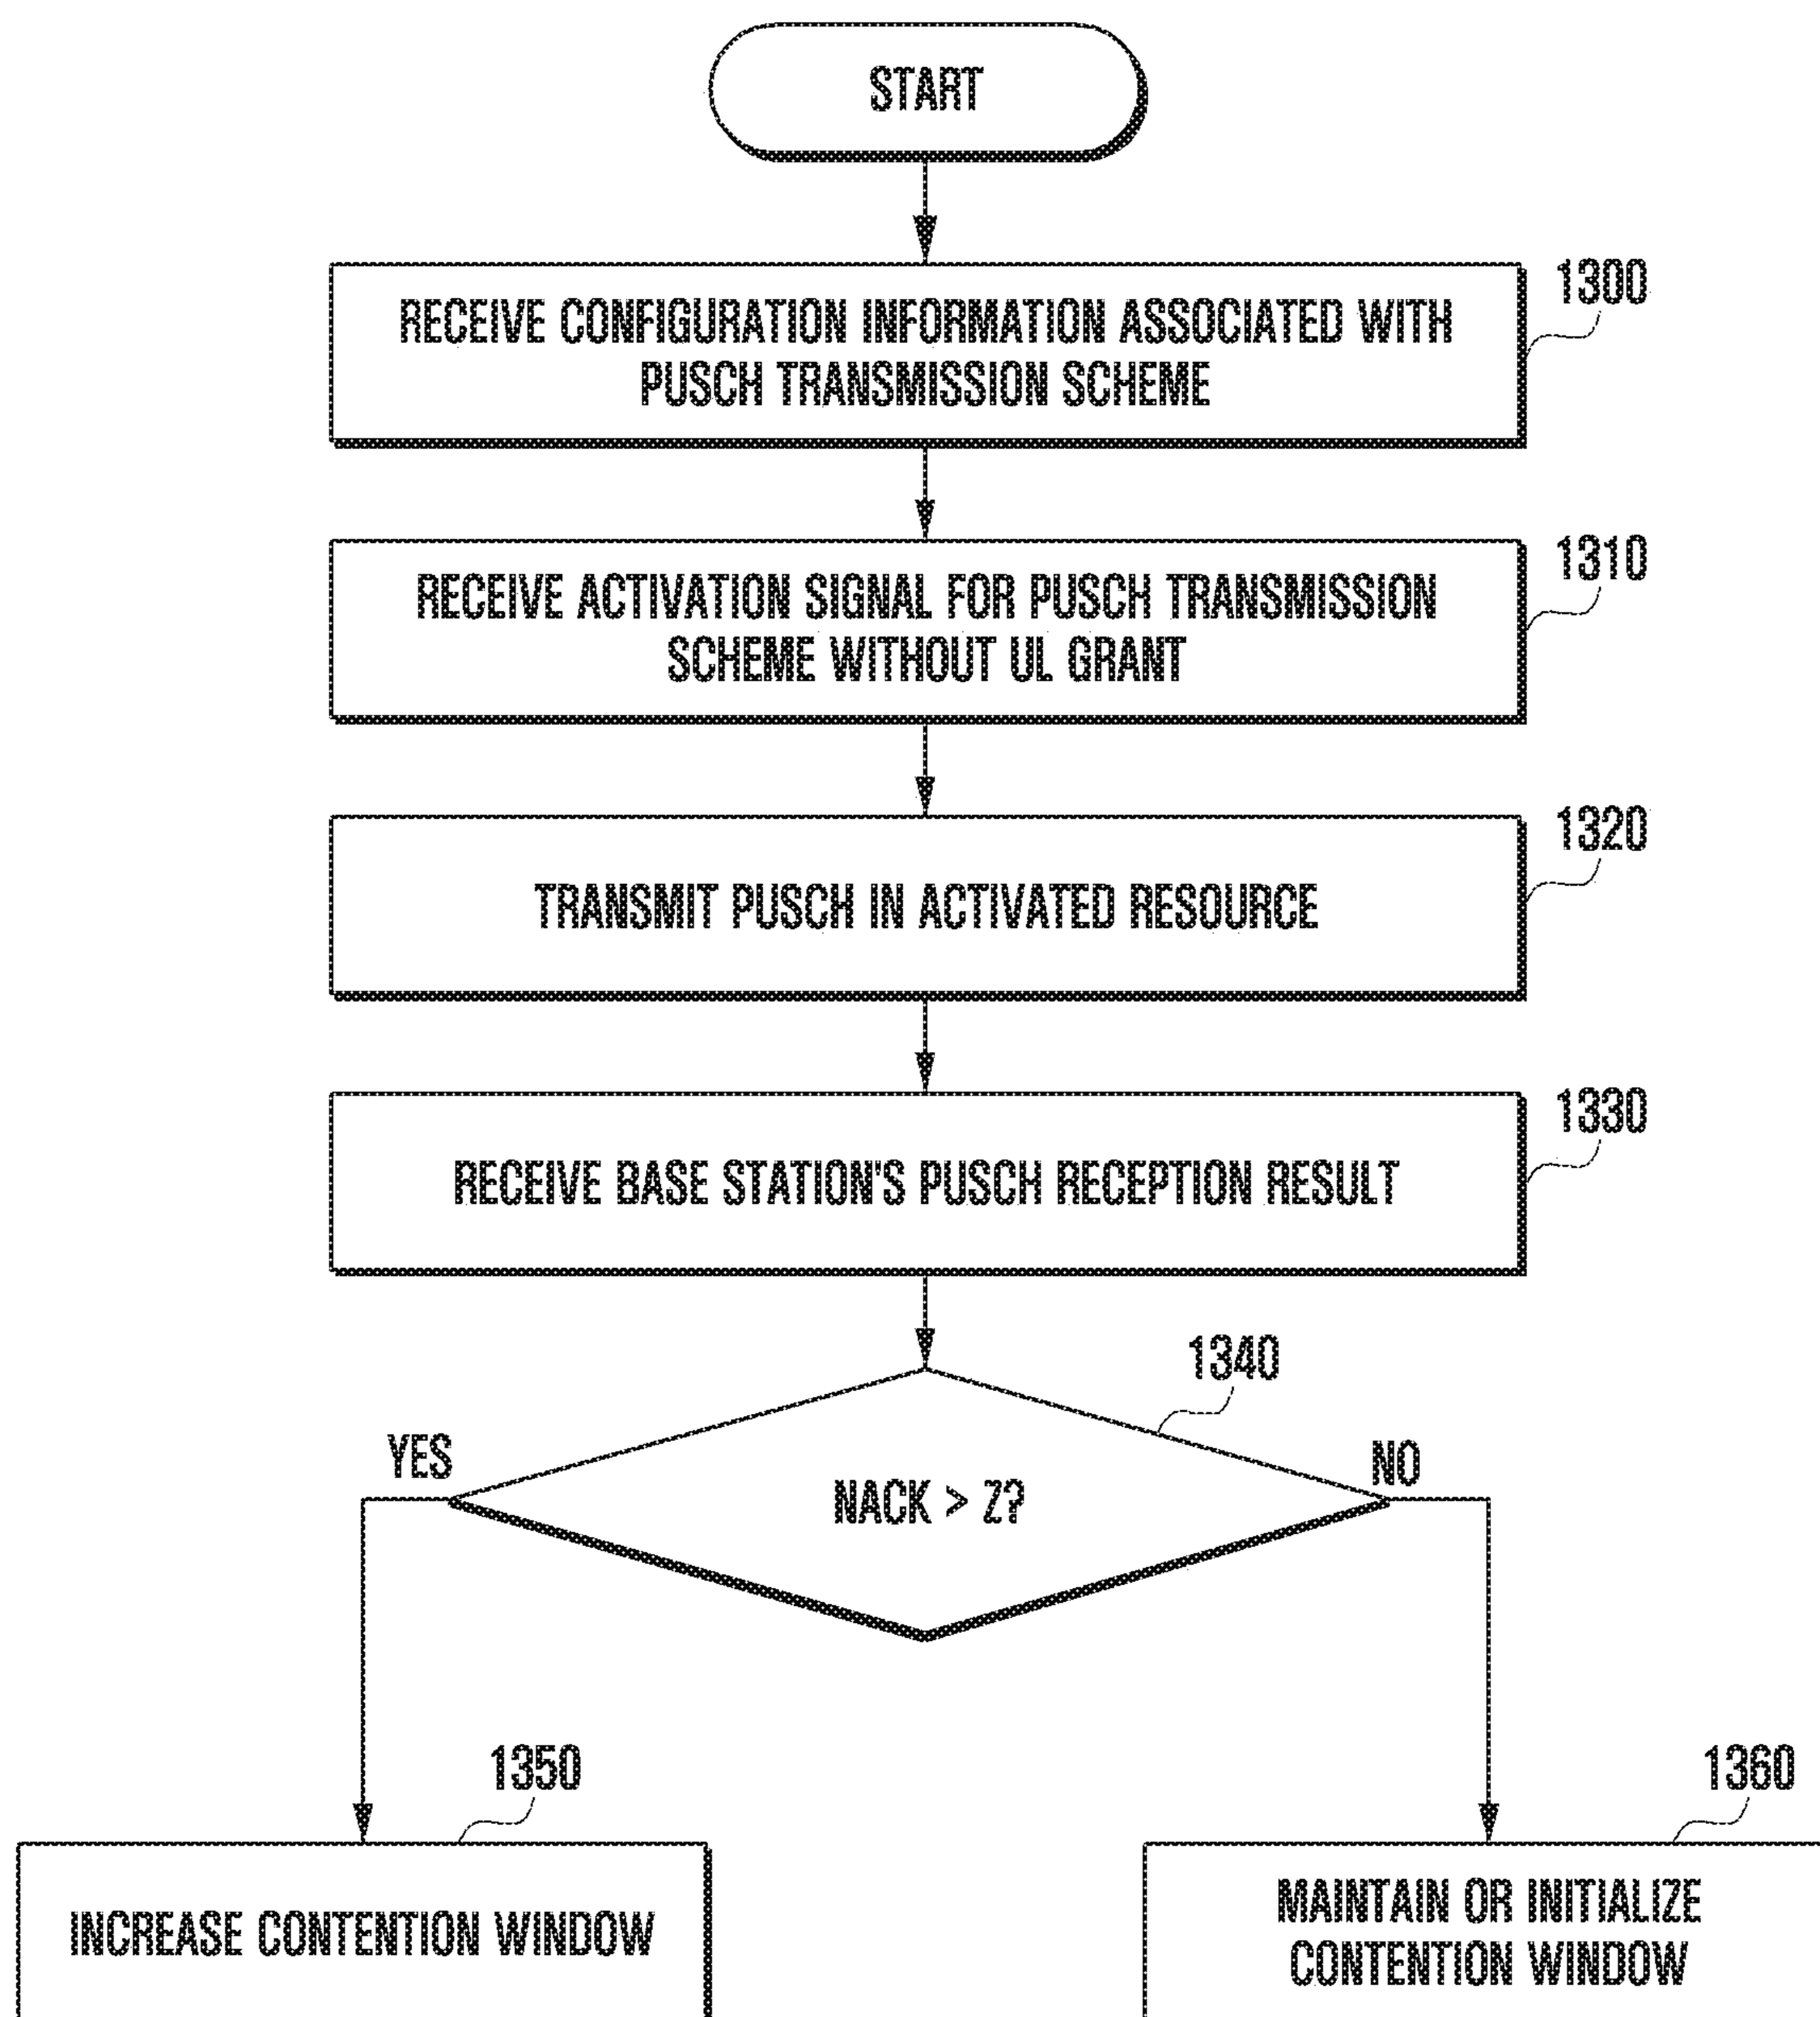 START
1300
RECEIVE CONFIGURATION INFORMATION ASSOCIATED WITH
PUSCH TRANSMISSION SCHEME
1310
RECEIVE ACTIVATION SIGNAL FOR PUSCH TRANSMISSION
SCHEME WITHOUT UL GRANT
1320
TRANSMIT PUSCH IN ACTIVATED RESOURCE
1330
RECEIVE BASE STATION'S PUSCH RECEPTION RESULT
1340
YES
NO
NACK > Z?
1350
INCREASE CONTENTION WINDOW
1360
MAINTAIN OR INITIALIZE
CONTENTION WINDOW